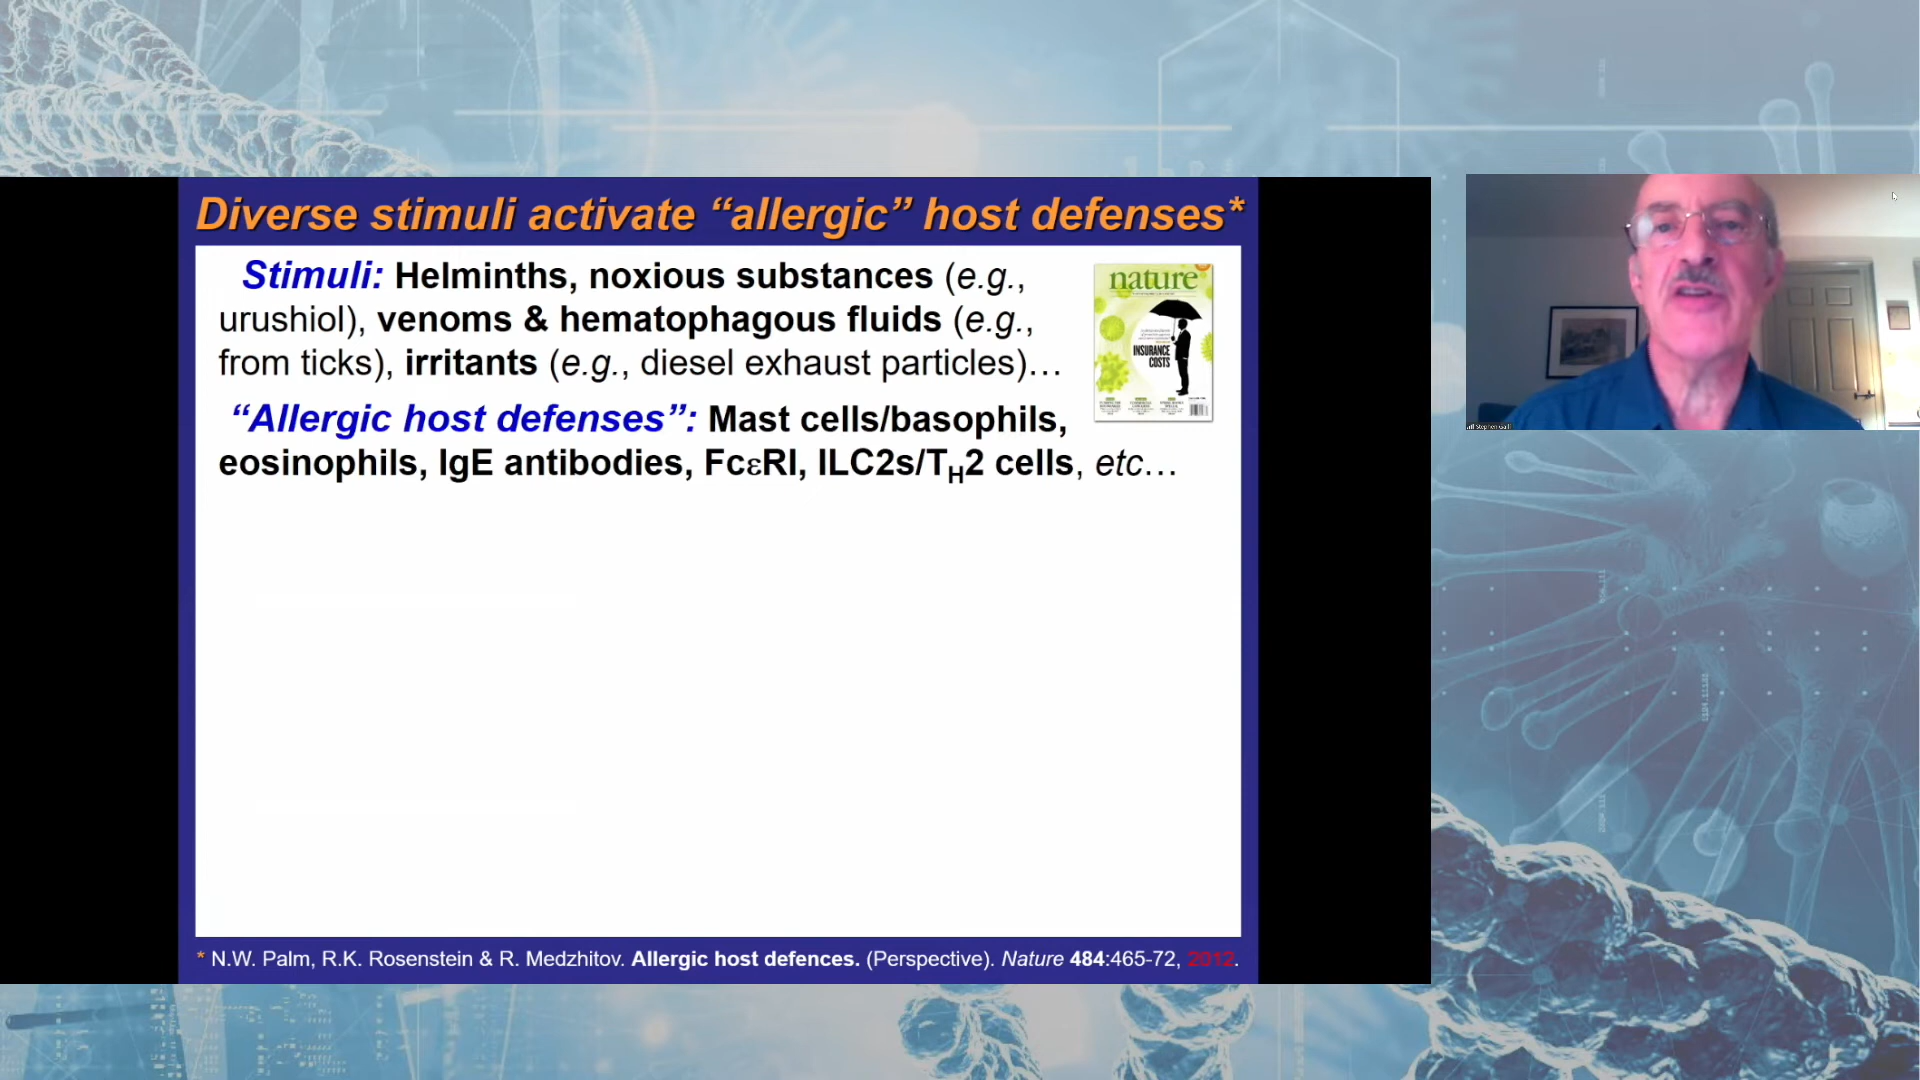 Diverse stimuli activate “allergic” host defenses*
Stimuli: Helminths, noxious substances (e.g.,
urushiol), venoms & hematophagous fluids (e.g.,
from ticks), irritants (e.g., diesel exhaust particles)…
nature
INSURANCE
COSTS
“Allergic host defenses”: Mast cells/basophils,
eosinophils, IgE antibodies, FcεRI, ILC2s/TH2 cells, etc…
* N.W. Palm, R.K. Rosenstein & R. Medzhitov. Allergic host defences. (Perspective). Nature 484:465-72, 2012.